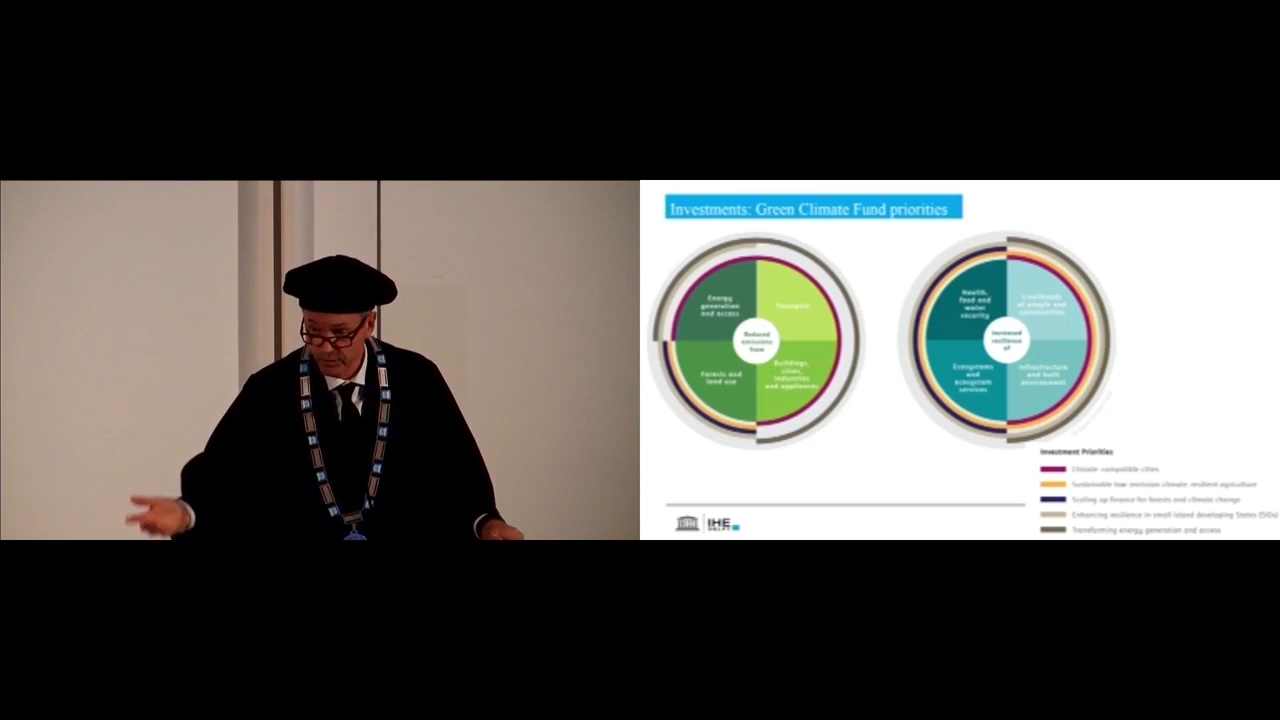 Investments: Green Climate Fund priorities
Energy
generation
and access
Transport
Reduced
emissions
from
Forests and
land use
Buildings,
cities,
industries
and appliances
Health,
food and
water
security
Livelihoods
of people and
communities
Increased
resilience
of
Ecosystems
and
ecosystem
services
Infrastructure
and built
environment
Investment Priorities
Climate-compatible cities
Sustainable low-emission climate-resilient agriculture
Scaling up finance for forests and climate change
Enhancing resilience in small island developing States (SIDS)
Transforming energy generation and access
IHE
DELFT